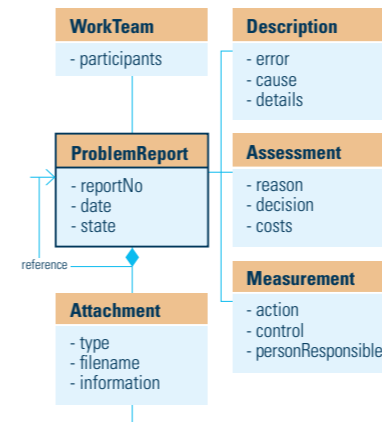 WorkTeam
- participants
ProblemReport
- reportNo
- date
- state
reference
Attachment
- type
- filename
- information
Description
- error
- cause
- details
Assessment
- reason
- decision
- costs
Measurement
- action
- control
- personResponsible